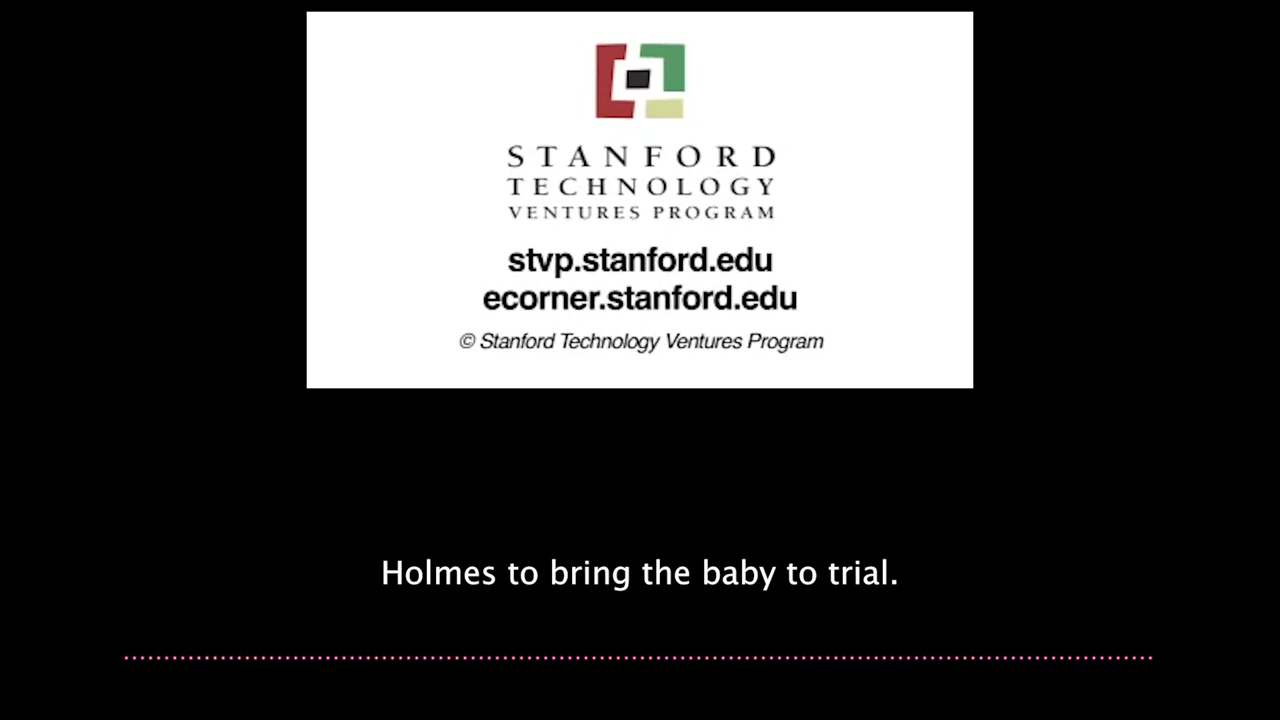 STANFORD
TECHNOLOGY
VENTURES PROGRAM
stvp.stanford.edu
ecorner.stanford.edu
© Stanford Technology Ventures Program
Holmes to bring the baby to trial.